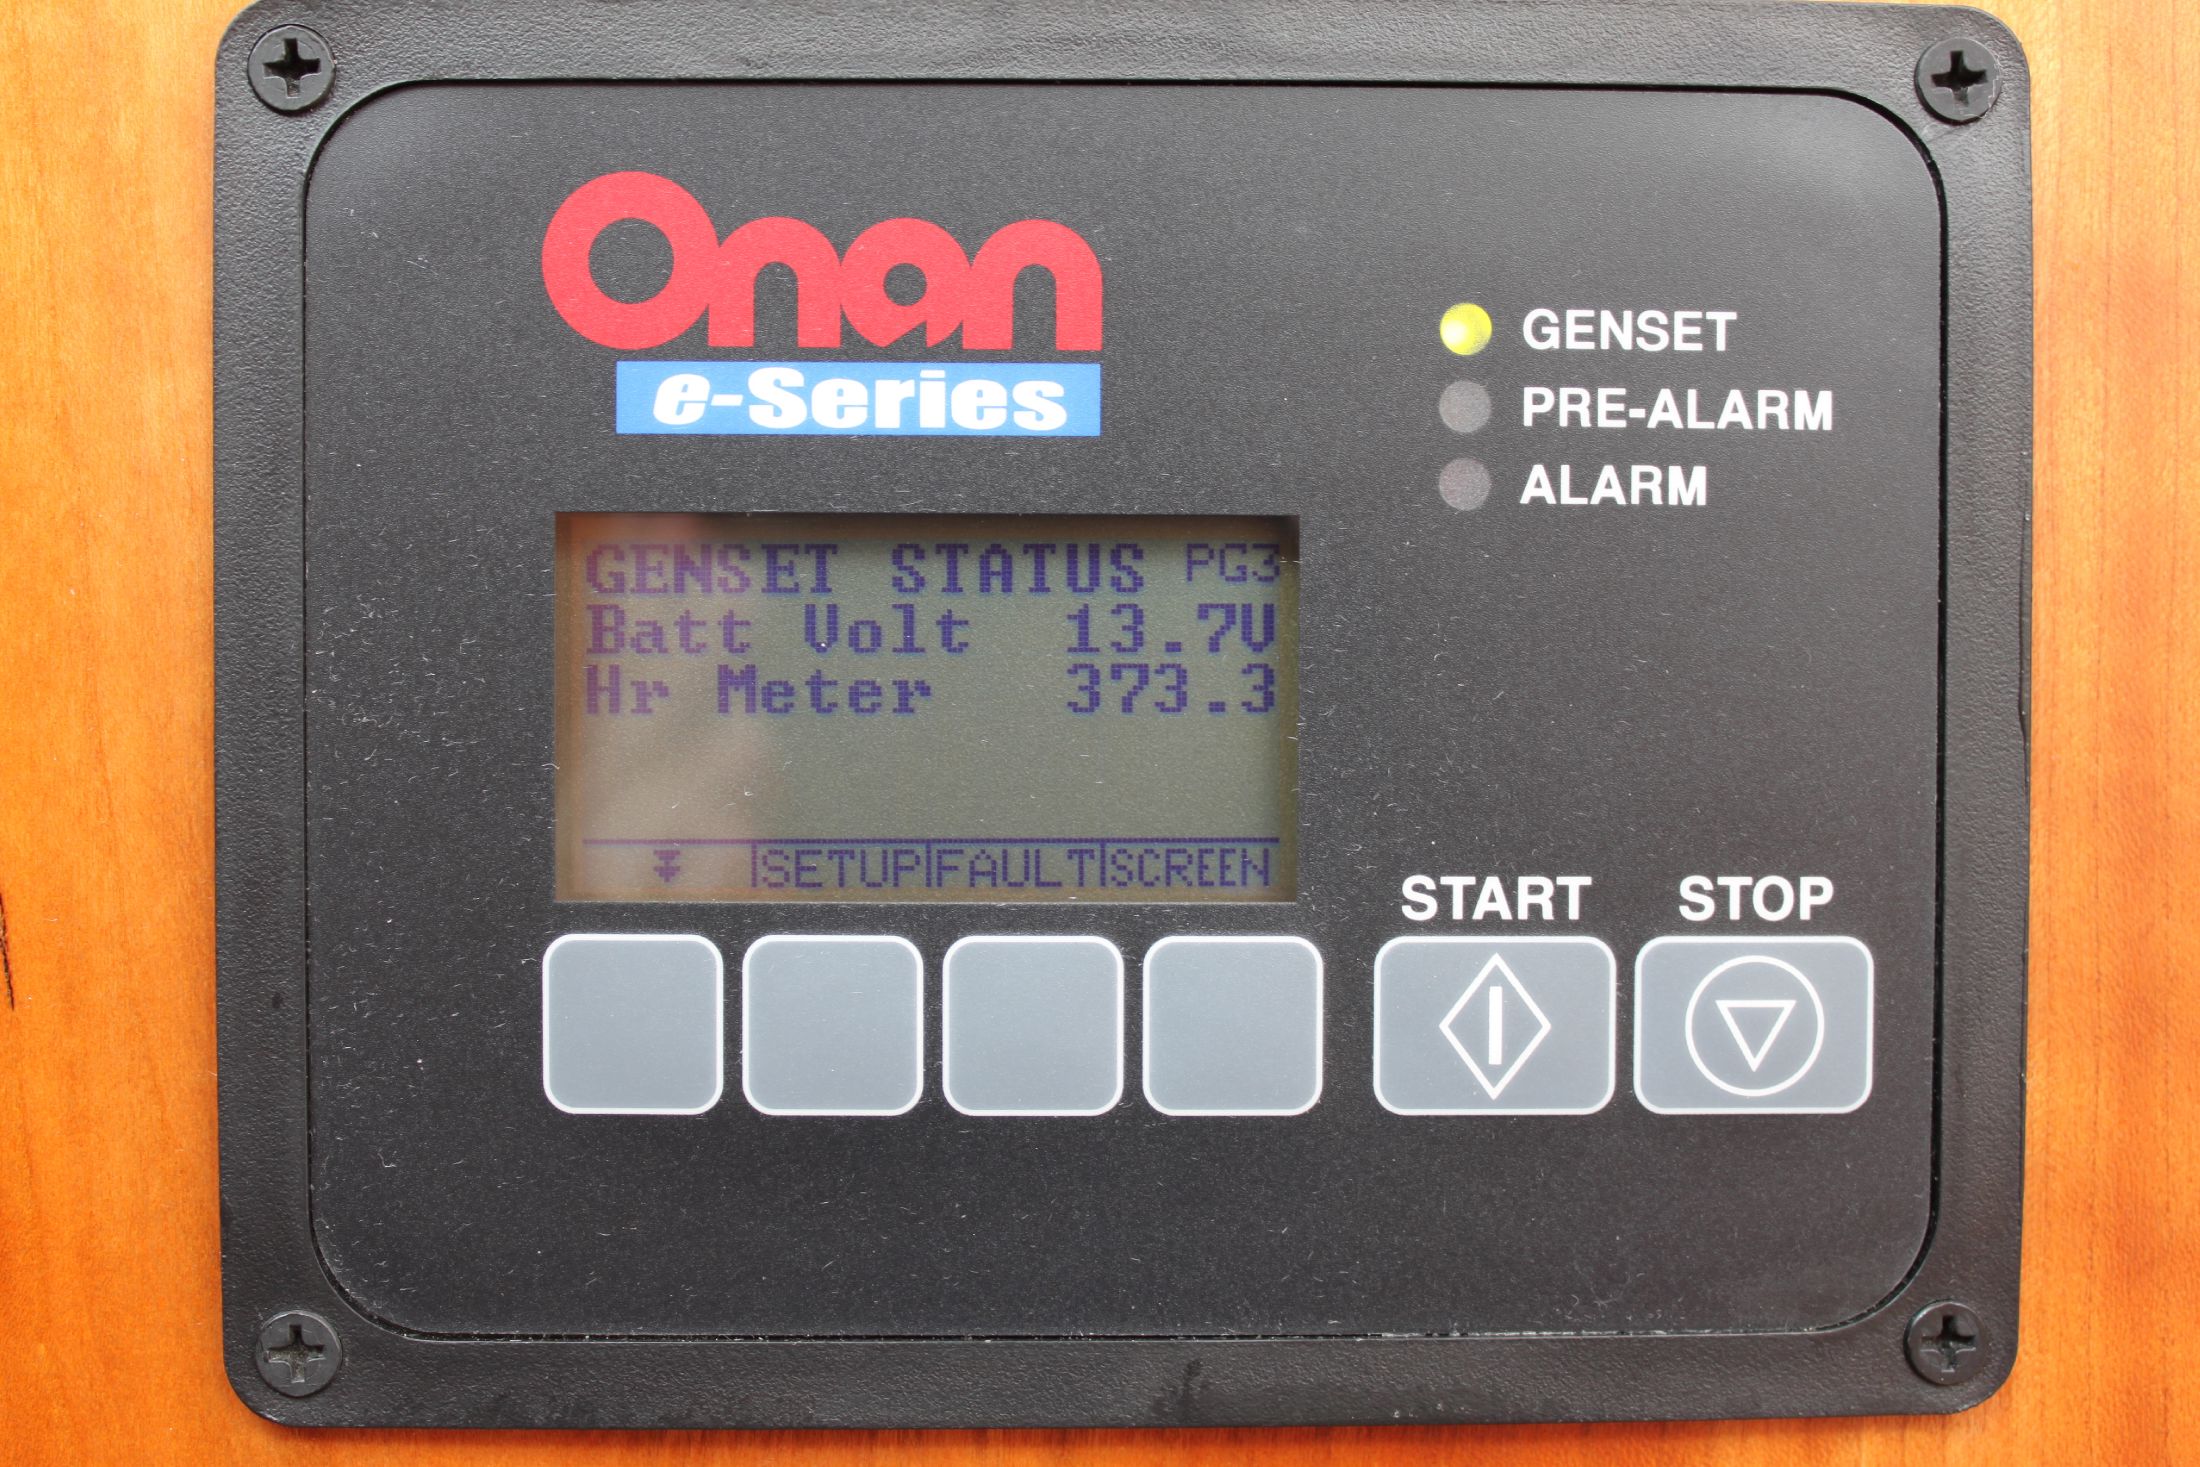 Onan
e-Series
GENSET
PRE-ALARM
ALARM
GENSET STATUS PG3
Batt Volt 13.7V
Hr Meter 373.3
SETUP FAULT SCREEN
START STOP